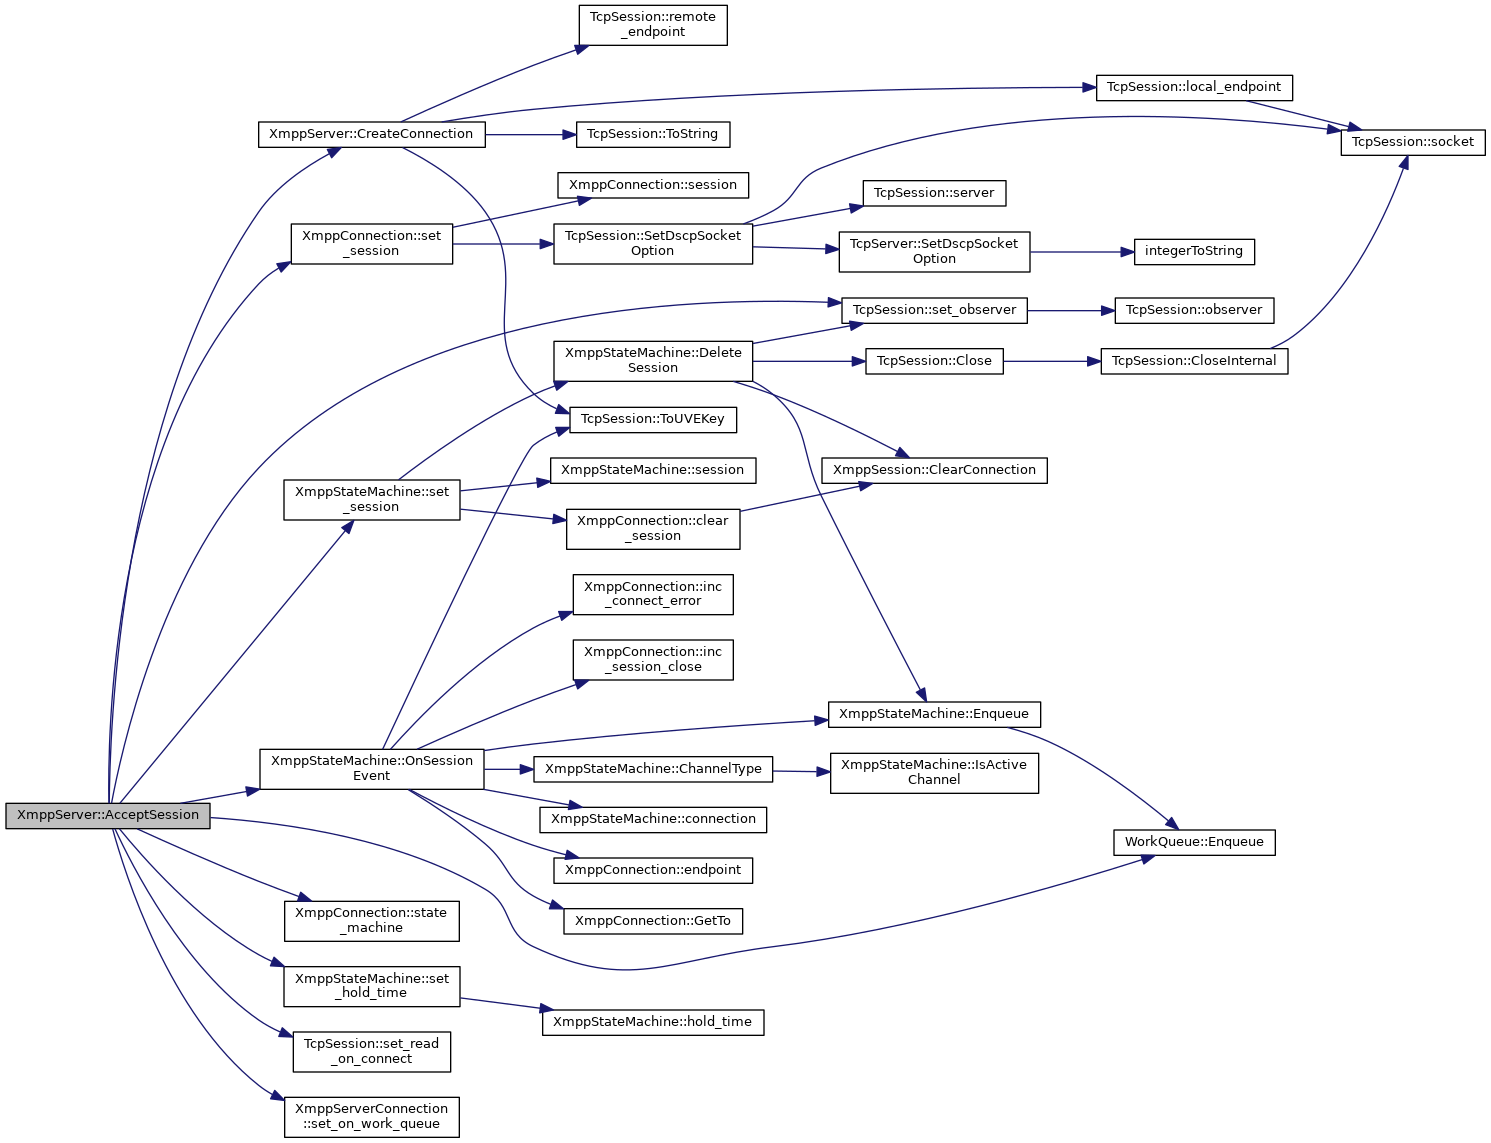 TcpSession::remote
_endpoint
TcpSession::local_endpoint
XmppServer::CreateConnection
TcpSession::ToString
TcpSession::socket
XmppConnection::session
TcpSession::server
XmppConnection::set
_session
TcpSession::SetDscpSocket
Option
TcpServer::SetDscpSocket
Option
integerToString
TcpSession::set_observer
TcpSession::observer
XmppStateMachine::Delete
Session
TcpSession::Close
TcpSession::CloseInternal
TcpSession::ToUVEKey
XmppStateMachine::session
XmppSession::ClearConnection
XmppStateMachine::set
_session
XmppConnection::clear
_session
XmppConnection::inc
_connect_error
XmppConnection::inc
_session_close
XmppStateMachine::Enqueue
XmppStateMachine::OnSession
Event
XmppStateMachine::ChannelType
XmppStateMachine::IsActive
Channel
XmppServer::AcceptSession
XmppStateMachine::connection
WorkQueue::Enqueue
XmppConnection::endpoint
XmppConnection::state
_machine
XmppConnection::GetTo
XmppStateMachine::set
_hold_time
XmppStateMachine::hold_time
TcpSession::set_read
_on_connect
XmppServerConnection
::set_on_work_queue